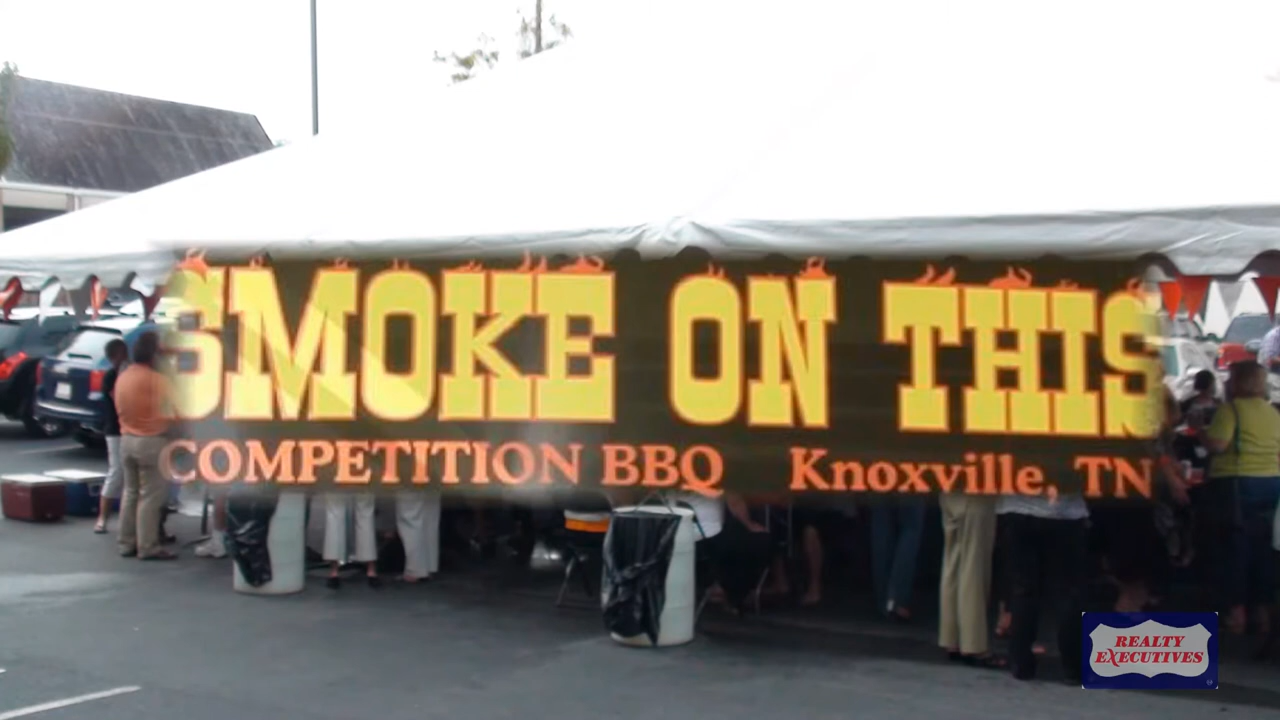 SMOKE ON THIS
COMPETITION BBQ Knoxville, TN
REALTY
EXECUTIVES